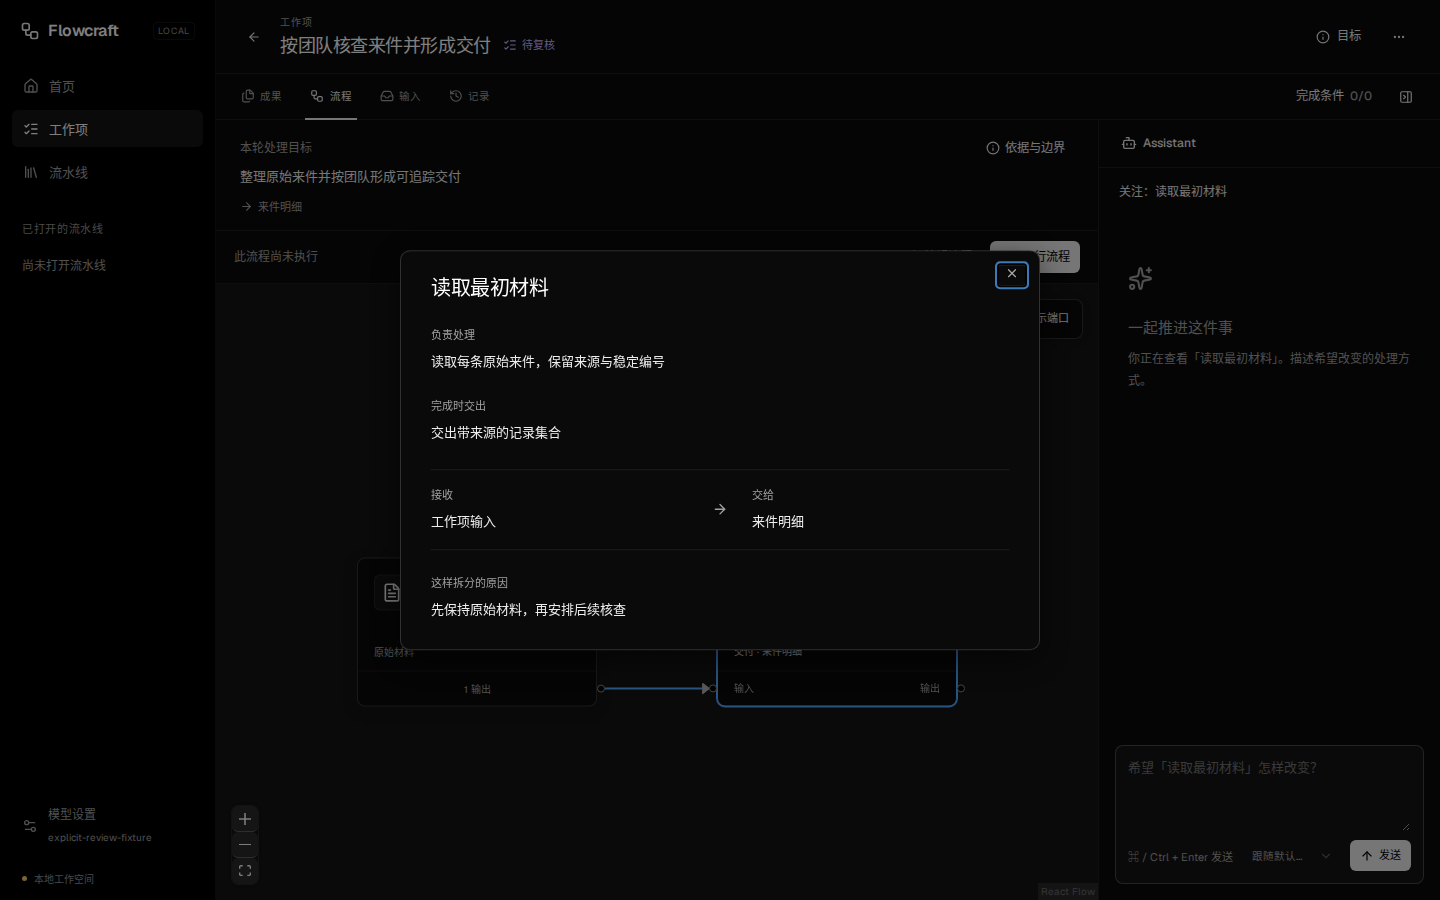 Flowcraft
LOCAL
首页
工作项
流水线
已打开的流水线
尚未打开流水线
模型设置
explicit-review-fixture
本地工作空间
工作项
按团队核查来件并形成交付
待复核
目标
成果
流程
输入
记录
完成条件 0/0
本轮处理目标
依据与边界
整理原始来件并按团队形成可追踪交付
来件明细
此流程尚未执行
行流程
示端口
读取最初材料
负责处理
读取每条原始来件，保留来源与稳定编号
完成时交出
交出带来源的记录集合
接收
工作项输入
交给
来件明细
这样拆分的原因
先保持原始材料，再安排后续核查
原始材料
1 输出
交付 · 来件明细
输入
输出
React Flow
Assistant
关注：读取最初材料
一起推进这件事
你正在查看「读取最初材料」。描述希望改变的处理方
式。
希望「读取最初材料」怎样改变？
⌘ / Ctrl + Enter 发送
跟随默认...
发送